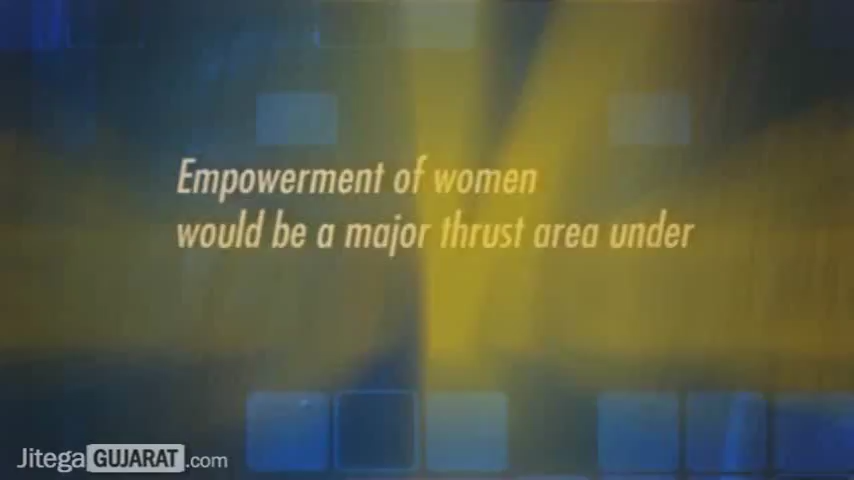 Empowerment of women
would be a major thrust area under
JitegaGUJARAT.com